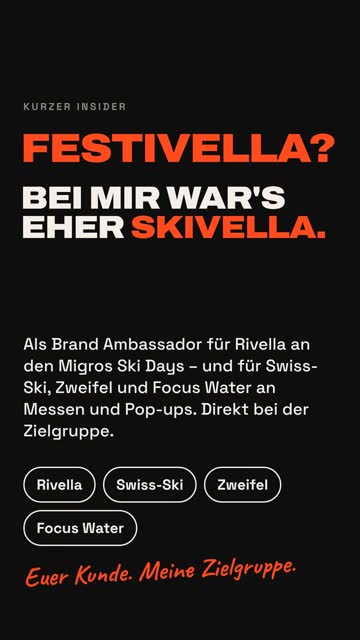 KURZER INSIDER
FESTIVELLA?
BEI MIR WAR'S
EHER SKIVELLA.
Als Brand Ambassador für Rivella an
den Migros Ski Days – und für Swiss-
Ski, Zweifel und Focus Water an
Messen und Pop-ups. Direkt bei der
Zielgruppe.
Rivella
Swiss-Ski
Zweifel
Focus Water
Euer Kunde. Meine Zielgruppe.